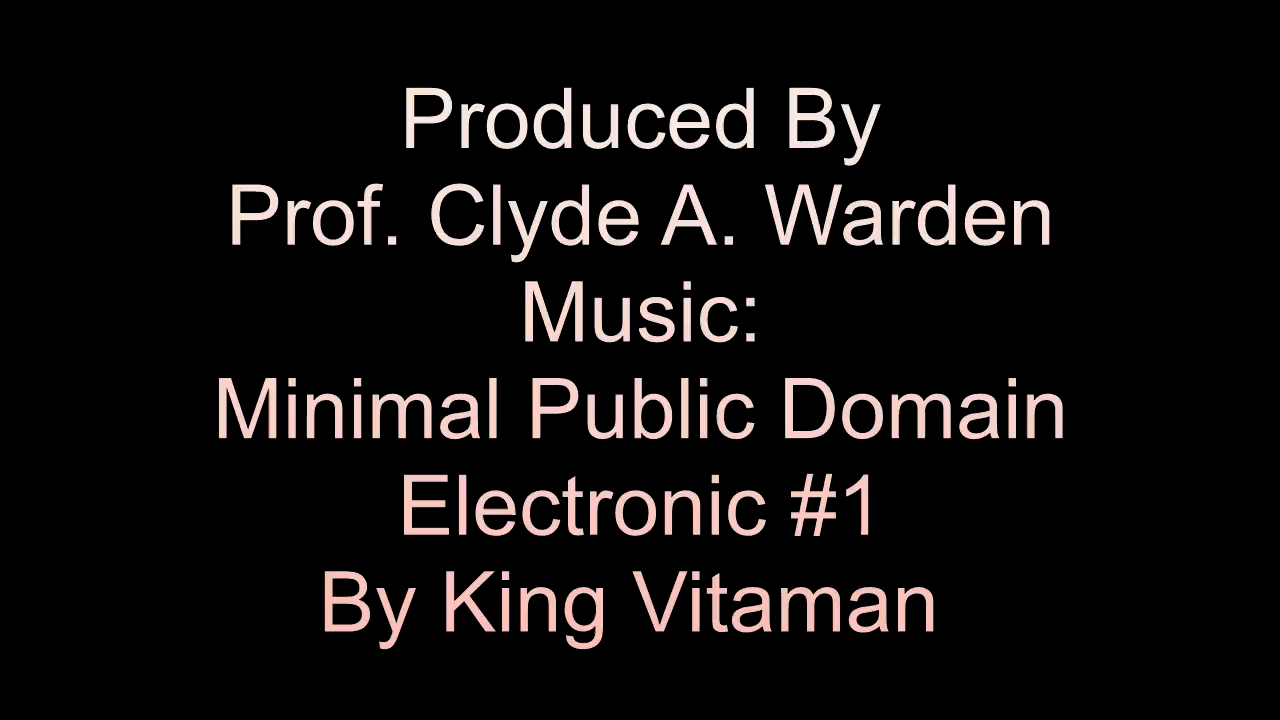 Produced By
Prof. Clyde A. Warden
Music:
Minimal Public Domain
Electronic #1
By King Vitaman